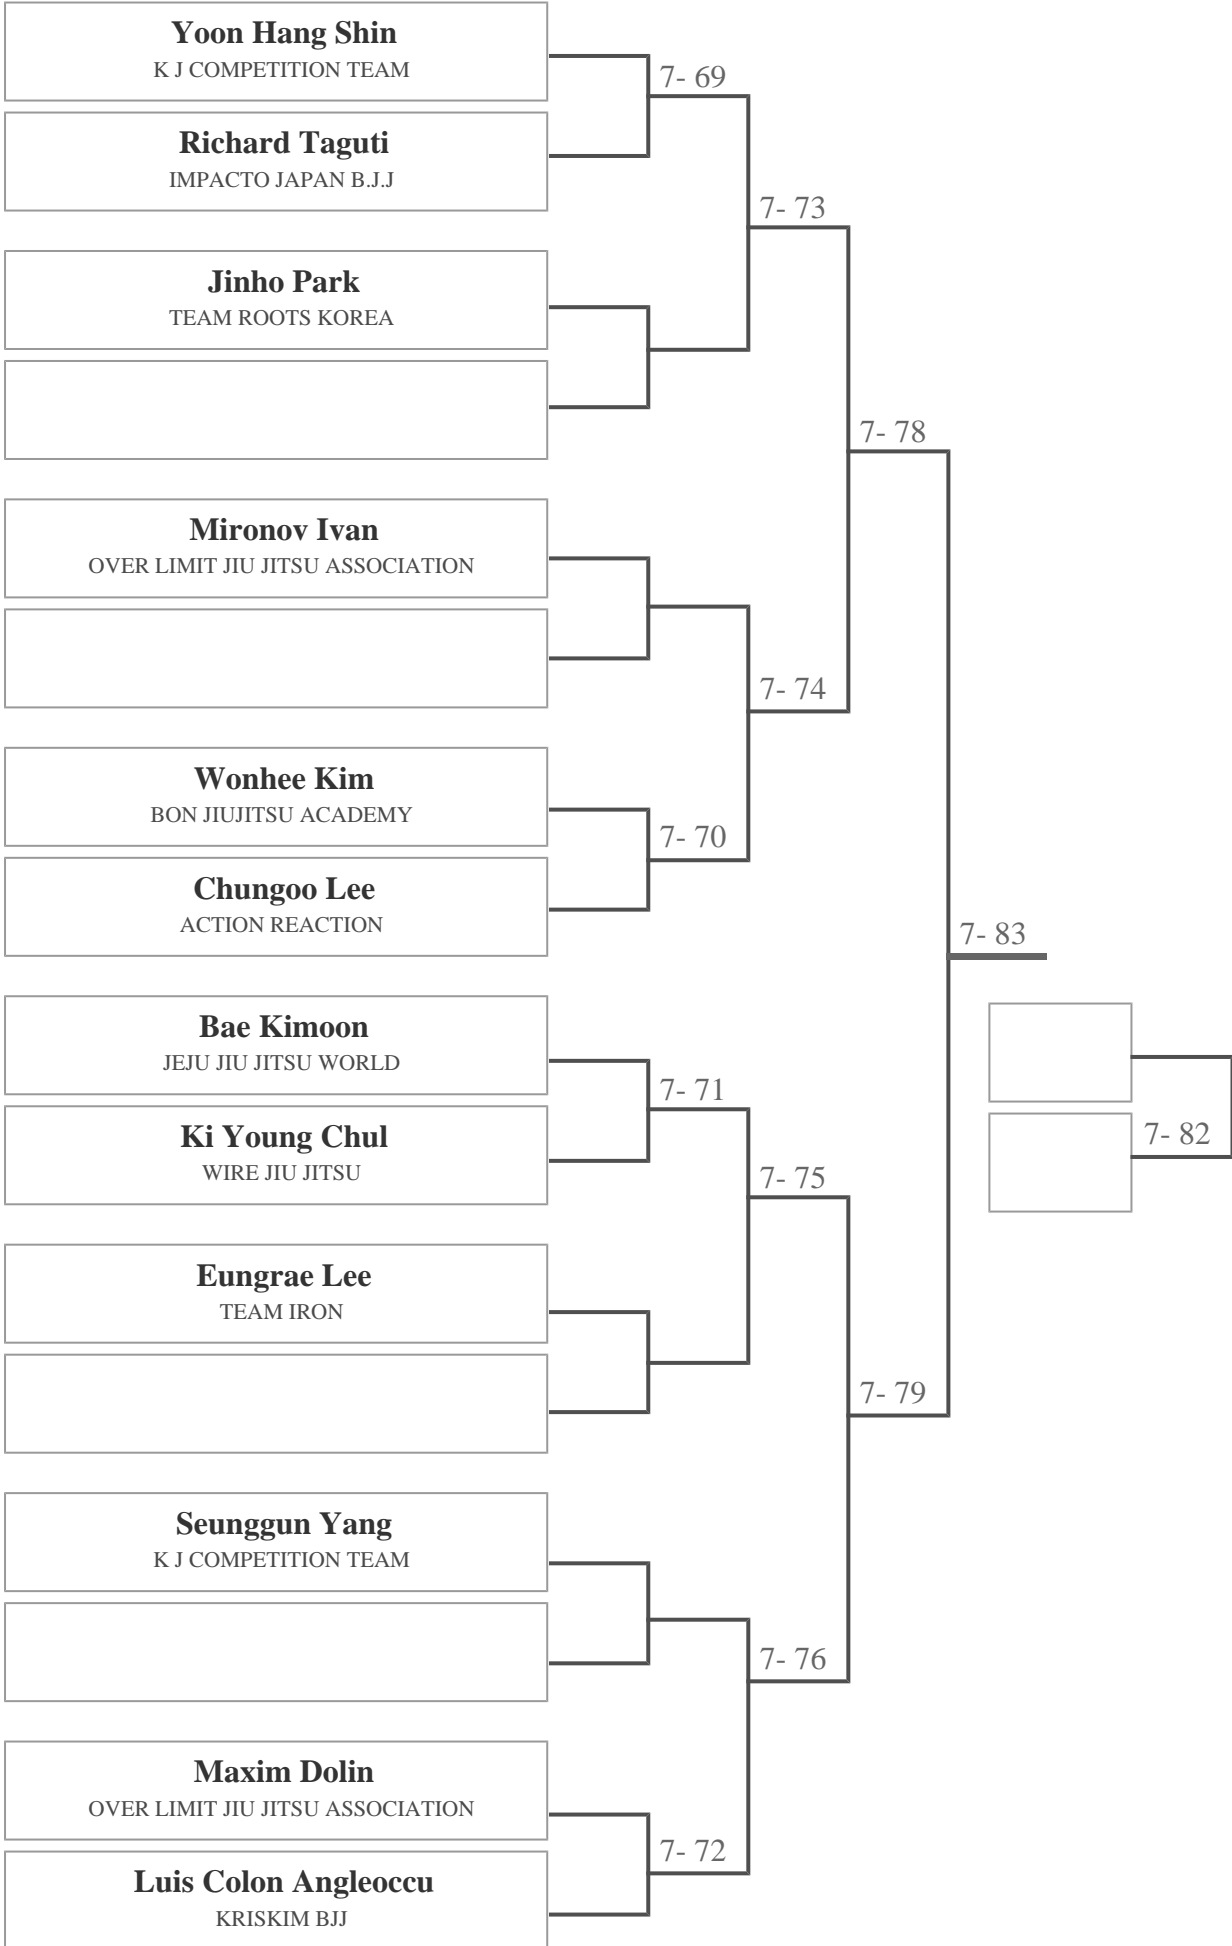 Yoon Hang Shin
K J COMPETITION TEAM
7- 69
Richard Taguti
IMPACTO JAPAN B.J.J
7- 73
Jinho Park
TEAM ROOTS KOREA
7- 78
Mironov Ivan
OVER LIMIT JIU JITSU ASSOCIATION
7- 74
Wonhee Kim
BON JIUJITSU ACADEMY
7- 70
Chungoo Lee
ACTION REACTION
7- 83
Bae Kimoon
JEJU JIU JITSU WORLD
7- 71
Ki Young Chul
WIRE JIU JITSU
7- 82
7- 75
Eungrae Lee
TEAM IRON
7- 79
Seunggun Yang
K J COMPETITION TEAM
7- 76
Maxim Dolin
OVER LIMIT JIU JITSU ASSOCIATION
7- 72
Luis Colon Angleoccu
KRISKIM BJJ